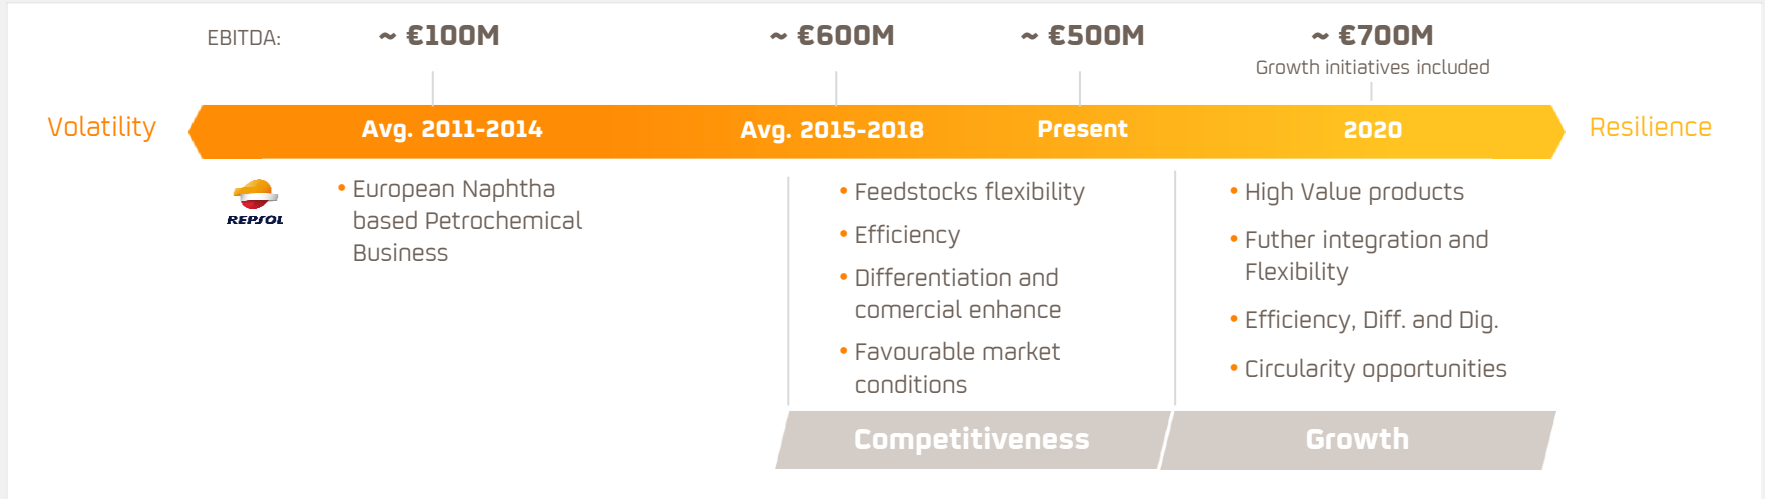 EBITDA:
~ €100M
~ €600M
~ €500M
~ €700M
Growth initiatives included
Volatility
Avg. 2011-2014
Avg. 2015-2018
Present
2020
Resilience
REPSOL
• European Naphtha
based Petrochemical
Business
• Feedstocks flexibility
• Efficiency
• Differentiation and
comercial enhance
• Favourable market
conditions
• High Value products
• Futher integration and
Flexibility
• Efficiency, Diff. and Dig.
• Circularity opportunities
Competitiveness
Growth